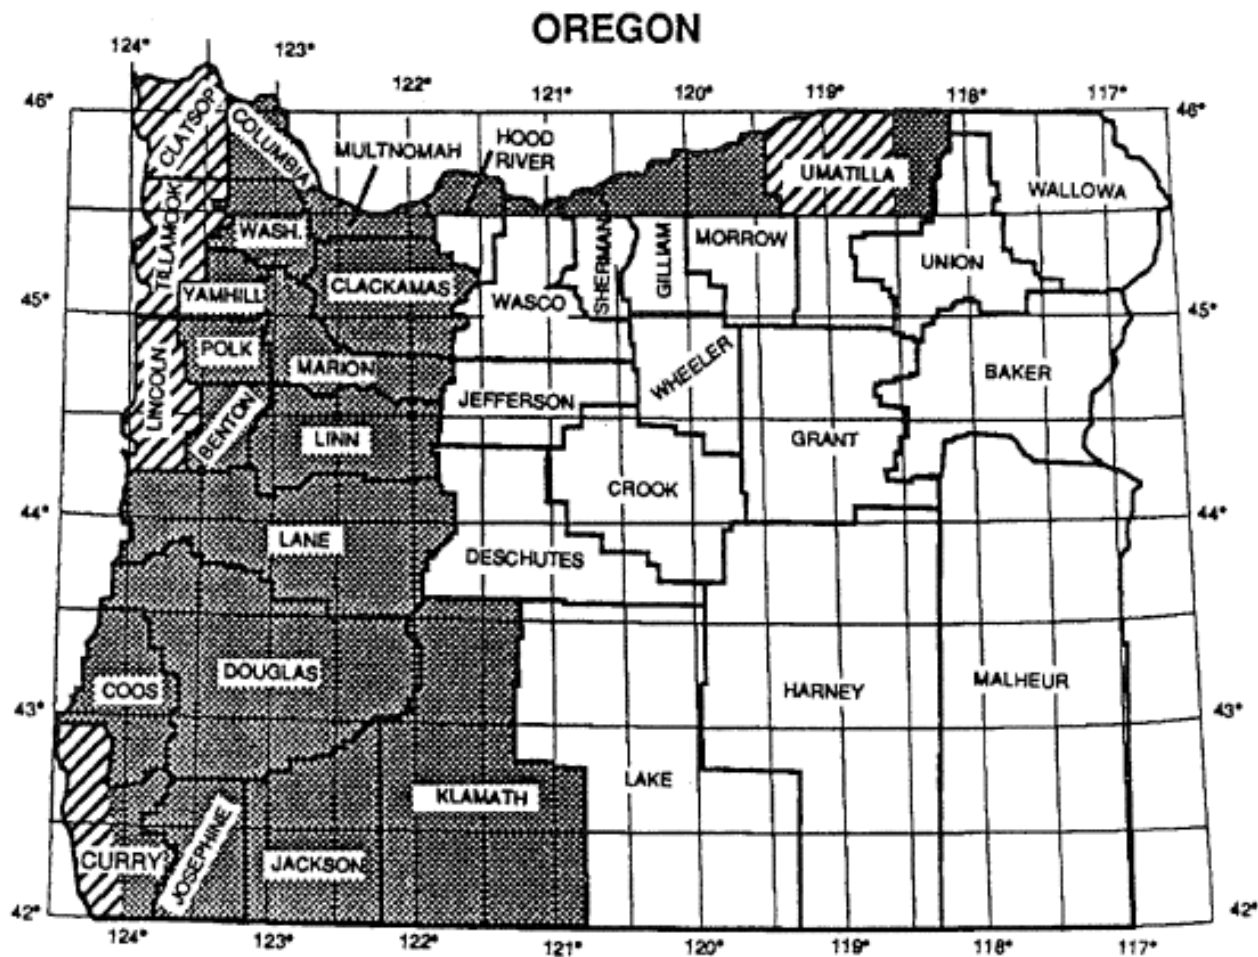 OREGON
124° 123° 122° 121° 120° 119° 118° 117°
46° 46°
CLATSOP
COLUMBIA
MULTNOMAH
HOOD
RIVER
UMATILLA
WALLOWA
TILLAMOOK
WASH.
SHERMAN
GILLIAM
MORROW
UNION
YAMHILL
CLACKAMAS
WASCO
45° 45°
LINCOLN
POLK
MARION
WHEELER
BAKER
BENTON
JEFFERSON
LINN
GRANT
CROOK
44° 44°
LANE
DESCHUTES
COOS
DOUGLAS
HARNEY
MALHEUR
43° 43°
KLAMATH
LAKE
CURRY
JOSEPHINE
JACKSON
42° 42°
124° 123° 122° 121° 120° 119° 118° 117°